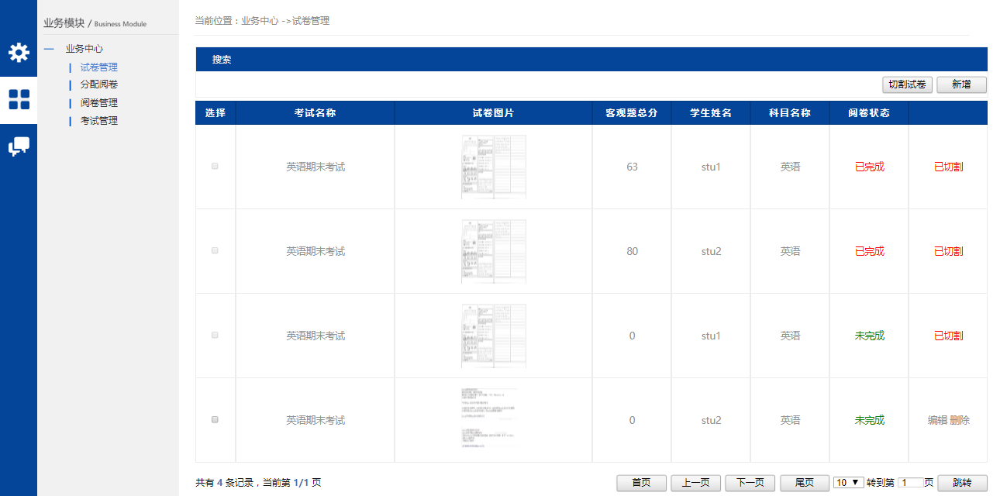 业务模块 / Business Module
业务中心
试卷管理
分配阅卷
阅卷管理
考试管理
当前位置：业务中心 ->试卷管理
搜索
切割试卷 新增
选择 考试名称 试卷图片 客观题总分 学生姓名 科目名称 阅卷状态
英语期末考试 63 stu1 英语 已完成 已切割
英语期末考试 80 stu2 英语 已完成 已切割
英语期末考试 0 stu1 英语 未完成 已切割
英语期末考试 0 stu2 英语 未完成 编辑 删除
共有 4 条记录，当前第 1/1 页 首页 上一页 下一页 尾页 10 转到第 1 页 跳转